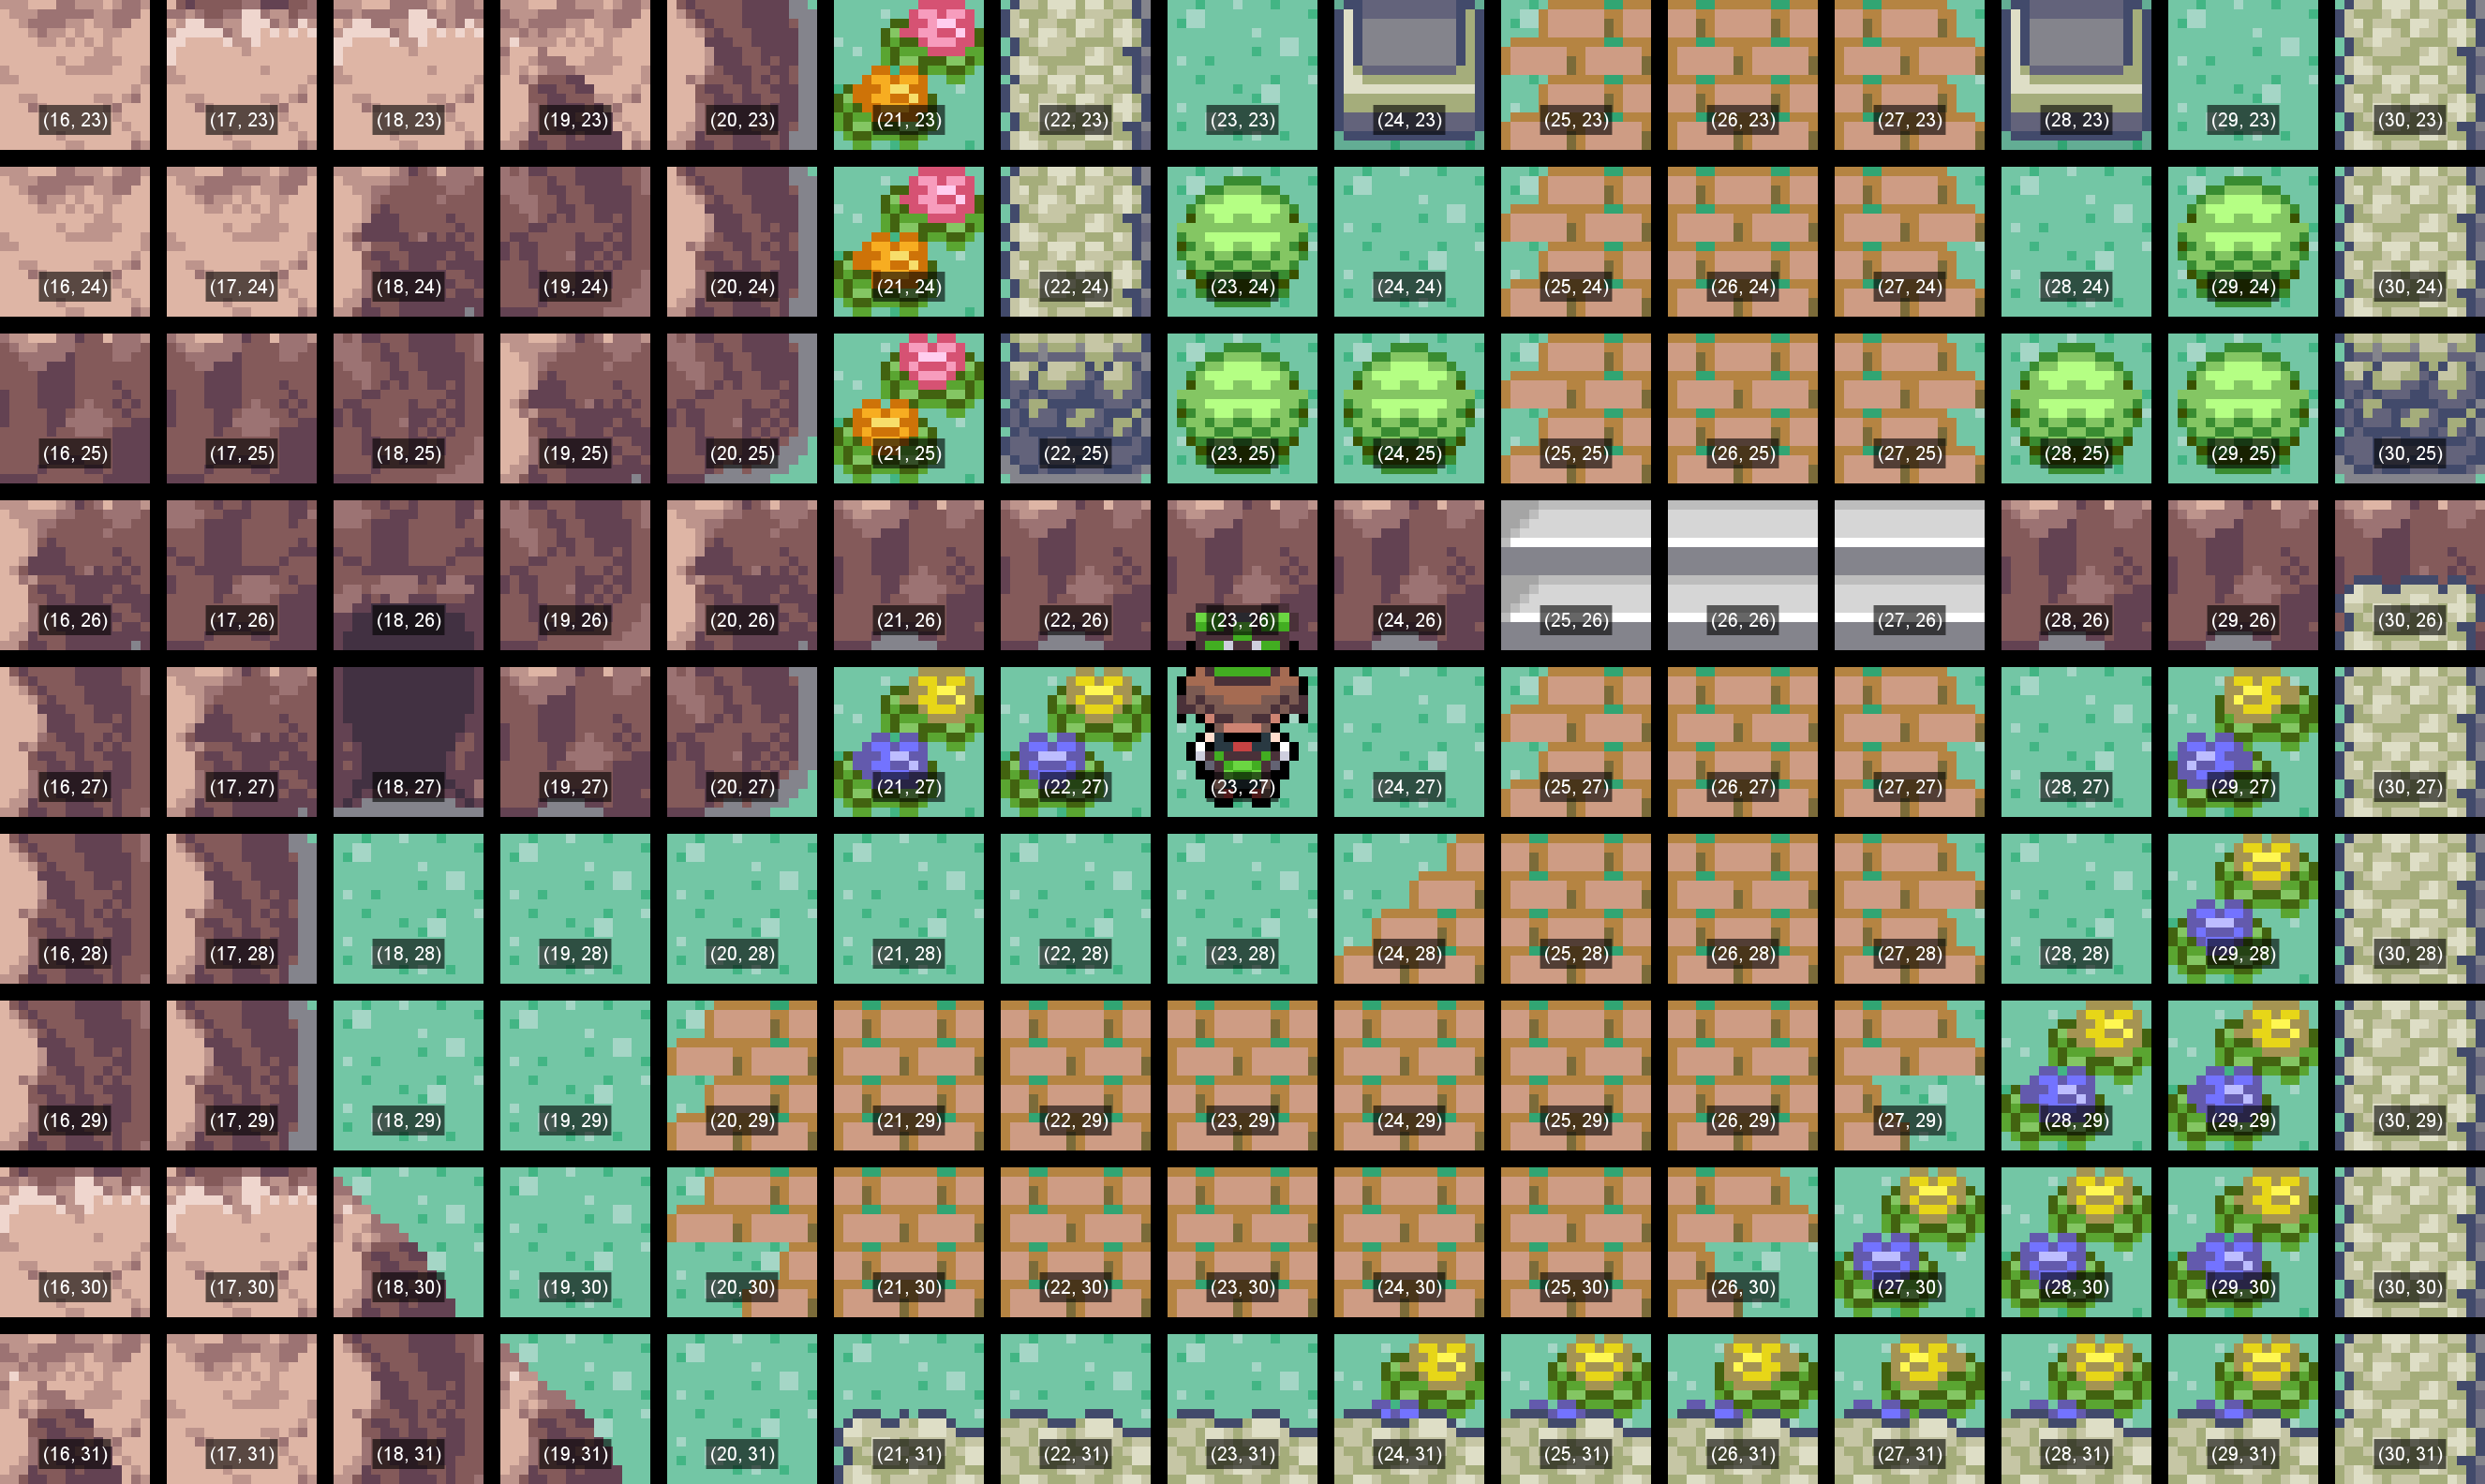 (16, 23) (17, 23) (18, 23) (19, 23) (20, 23) (21, 23) (22, 23) (23, 23) (24, 23) (25, 23) (26, 23) (27, 23) (28, 23) (29, 23) (30, 23)
(16, 24) (17, 24) (18, 24) (19, 24) (20, 24) (21, 24) (22, 24) (23, 24) (24, 24) (25, 24) (26, 24) (27, 24) (28, 24) (29, 24) (30, 24)
(16, 25) (17, 25) (18, 25) (19, 25) (20, 25) (21, 25) (22, 25) (23, 25) (24, 25) (25, 25) (26, 25) (27, 25) (28, 25) (29, 25) (30, 25)
(16, 26) (17, 26) (18, 26) (19, 26) (20, 26) (21, 26) (22, 26) (23, 26) (24, 26) (25, 26) (26, 26) (27, 26) (28, 26) (29, 26) (30, 26)
(16, 27) (17, 27) (18, 27) (19, 27) (20, 27) (21, 27) (22, 27) (23, 27) (24, 27) (25, 27) (26, 27) (27, 27) (28, 27) (29, 27) (30, 27)
(16, 28) (17, 28) (18, 28) (19, 28) (20, 28) (21, 28) (22, 28) (23, 28) (24, 28) (25, 28) (26, 28) (27, 28) (28, 28) (29, 28) (30, 28)
(16, 29) (17, 29) (18, 29) (19, 29) (20, 29) (21, 29) (22, 29) (23, 29) (24, 29) (25, 29) (26, 29) (27, 29) (28, 29) (29, 29) (30, 29)
(16, 30) (17, 30) (18, 30) (19, 30) (20, 30) (21, 30) (22, 30) (23, 30) (24, 30) (25, 30) (26, 30) (27, 30) (28, 30) (29, 30) (30, 30)
(16, 31) (17, 31) (18, 31) (19, 31) (20, 31) (21, 31) (22, 31) (23, 31) (24, 31) (25, 31) (26, 31) (27, 31) (28, 31) (29, 31) (30, 31)